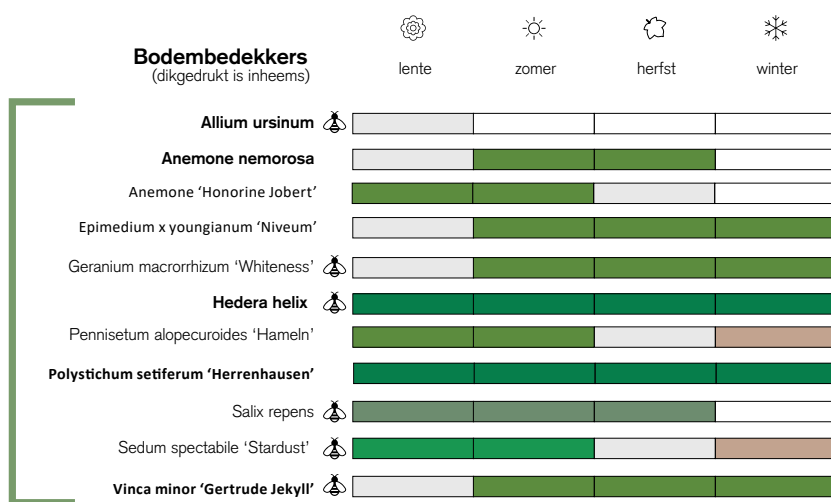 Bodembedekkers
(dikgedrukt is inheems)
lente zomer herfst winter
Allium ursinum
Anemone nemorosa
Anemone ‘Honorine Jobert’
Epimedium x youngianum ‘Niveum’
Geranium macrorrhizum ‘Whiteness’
Hedera helix
Pennisetum alopecuroides ‘Hameln’
Polystichum setiferum ‘Herrenhausen’
Salix repens
Sedum spectabile ‘Stardust’
Vinca minor ‘Gertrude Jekyll’